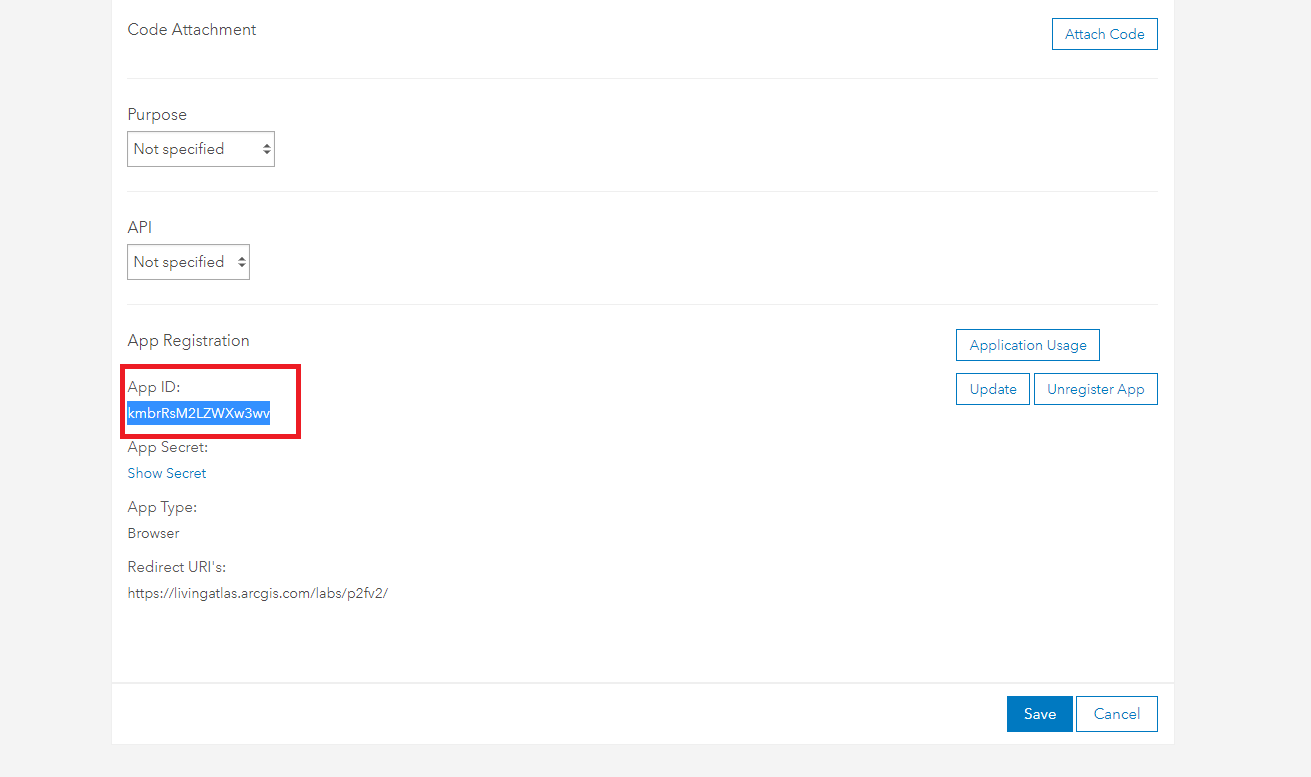 Code Attachment
Attach Code
Purpose
Not specified
API
Not specified
App Registration
Application Usage
App ID:
Update
Unregister App
kmbrRsM2LZWXw3wv
App Secret:
Show Secret
App Type:
Browser
Redirect URI's:
https://livingatlas.arcgis.com/labs/p2fv2/
Save
Cancel